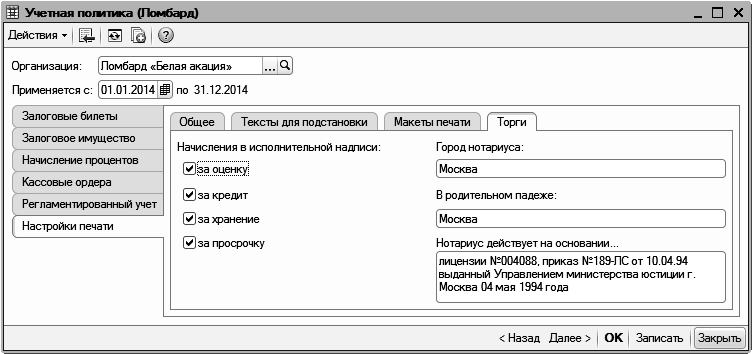 Учетная политика (Ломбард)
Действия
Организация: Ломбард «Белая акация» ...
Применяется с: 01.01.2014 по 31.12.2014
Залоговые билеты
Залоговое имущество
Начисление процентов
Кассовые ордера
Регламентированный учет
Настройки печати
Общее Тексты для подстановки Макеты печати Торги
Начисления в исполнительной надписи:
за оценку
за кредит
за хранение
за просрочку
Город нотариуса:
Москва
В родительном падеже:
Москва
Нотариус действует на основании...
лицензии №004088, приказ №189-ЛС от 10.04.94
выданный Управлением министерства юстиции г.
Москва 04 мая 1994 года
< Назад Далее > OK Записать Закрыть